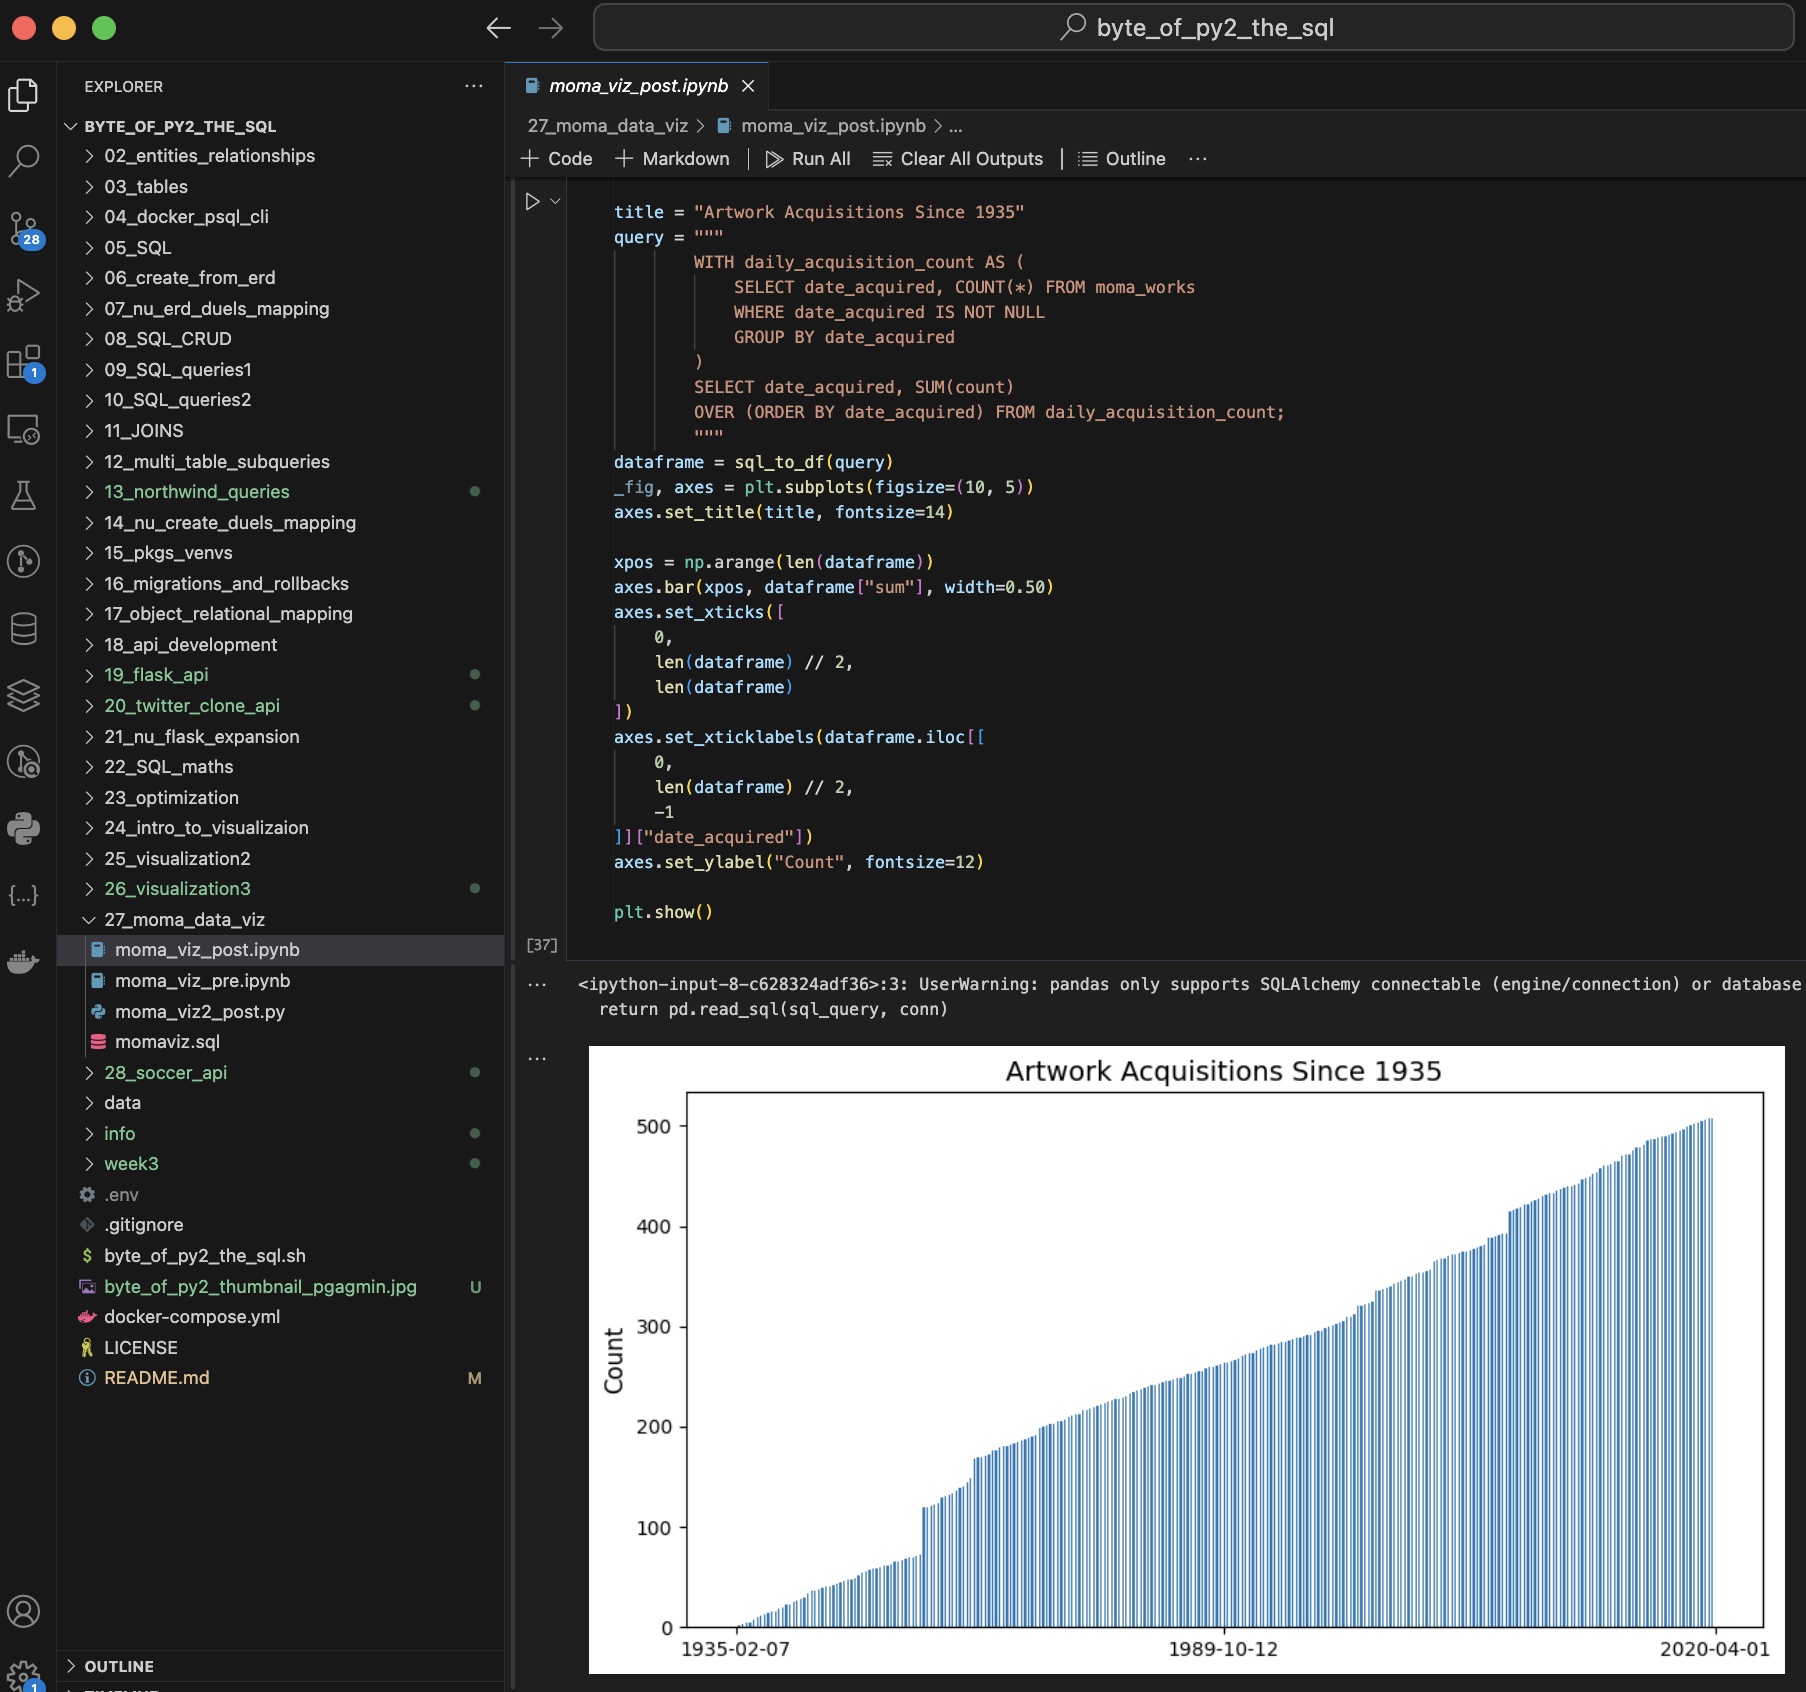 byte_of_py2_the_sql
EXPLORER
BYTE_OF_PY2_THE_SQL
02_entities_relationships
03_tables
04_docker_psql_cli
28
05_SQL
06_create_from_erd
07_nu_erd_duels_mapping
08_SQL_CRUD
09_SQL_queries1
1
10_SQL_queries2
11_JOINS
12_multi_table_subqueries
13_northwind_queries
14_nu_create_duels_mapping
15_pkgs_venvs
16_migrations_and_rollbacks
17_object_relational_mapping
18_api_development
19_flask_api
20_twitter_clone_api
21_nu_flask_expansion
22_SQL_maths
23_optimization
24_intro_to_visualizaion
25_visualization2
26_visualization3
27_moma_data_viz
moma_viz_post.ipynb
moma_viz_pre.ipynb
moma_viz2_post.py
momaviz.sql
28_soccer_api
data
info
week3
.env
.gitignore
$ byte_of_py2_the_sql.sh
byte_of_py2_thumbnail_pgagmin.jpg U
docker-compose.yml
LICENSE
README.md M
OUTLINE
1
moma_viz_post.ipynb
27_moma_data_viz > moma_viz_post.ipynb > ...
+ Code + Markdown | Run All Clear All Outputs | Outline ...
title = "Artwork Acquisitions Since 1935"
query = """
WITH daily_acquisition_count AS (
SELECT date_acquired, COUNT(*) FROM moma_works
WHERE date_acquired IS NOT NULL
GROUP BY date_acquired
)
SELECT date_acquired, SUM(count)
OVER (ORDER BY date_acquired) FROM daily_acquisition_count;
"""
dataframe = sql_to_df(query)
_fig, axes = plt.subplots(figsize=(10, 5))
axes.set_title(title, fontsize=14)
xpos = np.arange(len(dataframe))
axes.bar(xpos, dataframe["sum"], width=0.50)
axes.set_xticks([
0,
len(dataframe) // 2,
len(dataframe)
])
axes.set_xticklabels(dataframe.iloc[[
0,
len(dataframe) // 2,
-1
]]["date_acquired"])
axes.set_ylabel("Count", fontsize=12)
plt.show()
[37]
<ipython-input-8-c628324adf36>:3: UserWarning: pandas only supports SQLAlchemy connectable (engine/connection) or database
return pd.read_sql(sql_query, conn)
Artwork Acquisitions Since 1935
500
400
300
200
100
0
Count
1935-02-07
1989-10-12
2020-04-01